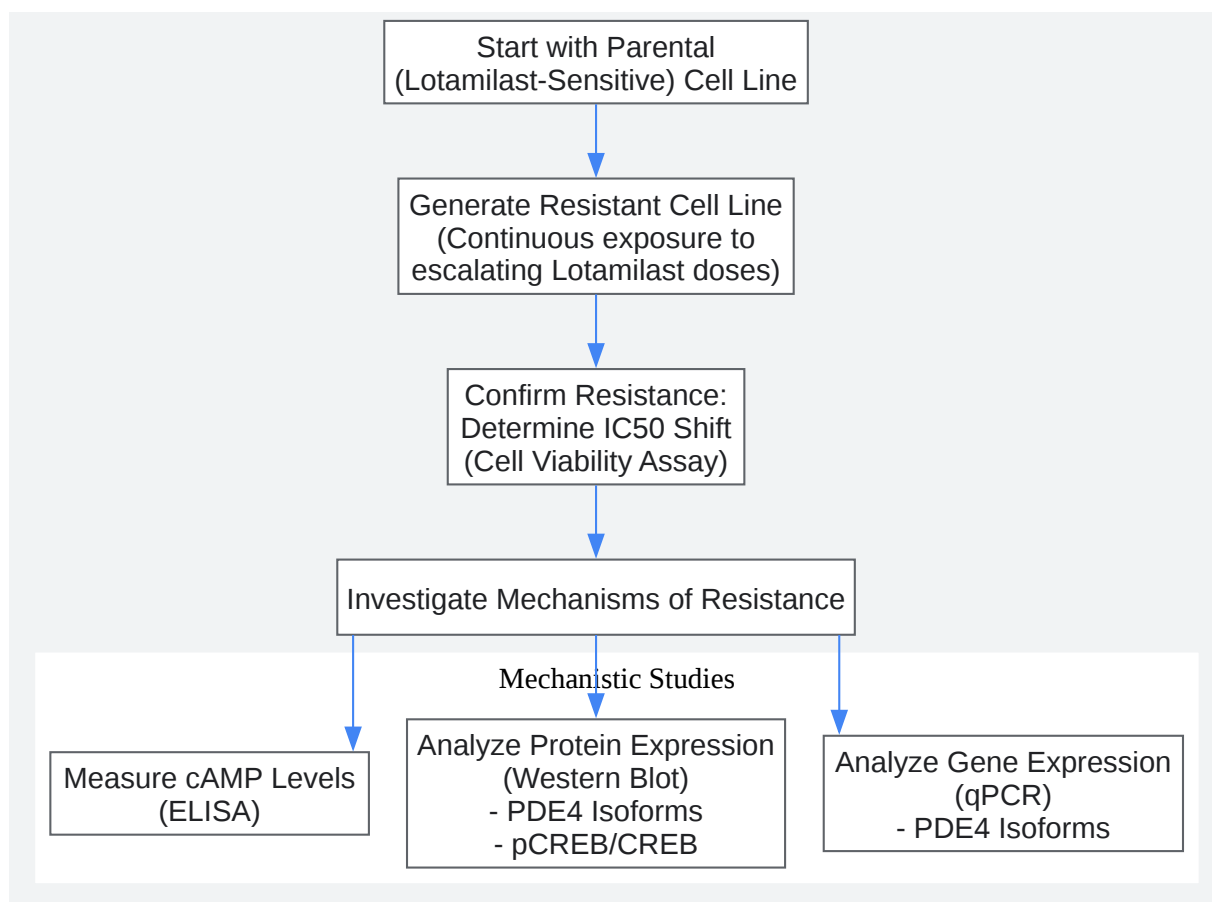 Start with Parental
(Lotamilast-Sensitive) Cell Line
Generate Resistant Cell Line
(Continuous exposure to
escalating Lotamilast doses)
Confirm Resistance:
Determine IC50 Shift
(Cell Viability Assay)
Investigate Mechanisms of Resistance
Mechanistic Studies
Measure cAMP Levels
(ELISA)
Analyze Protein Expression
(Western Blot)
- PDE4 Isoforms
- pCREB/CREB
Analyze Gene Expression
(qPCR)
- PDE4 Isoforms